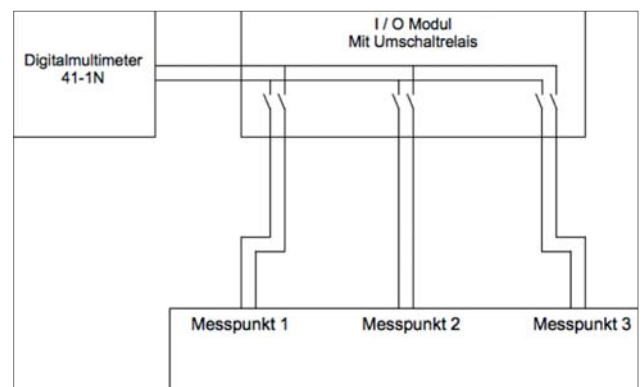 Digitalmultimeter
41-1N
I / O Modul
Mit Umschaltrelais
Messpunkt 1
Messpunkt 2
Messpunkt 3